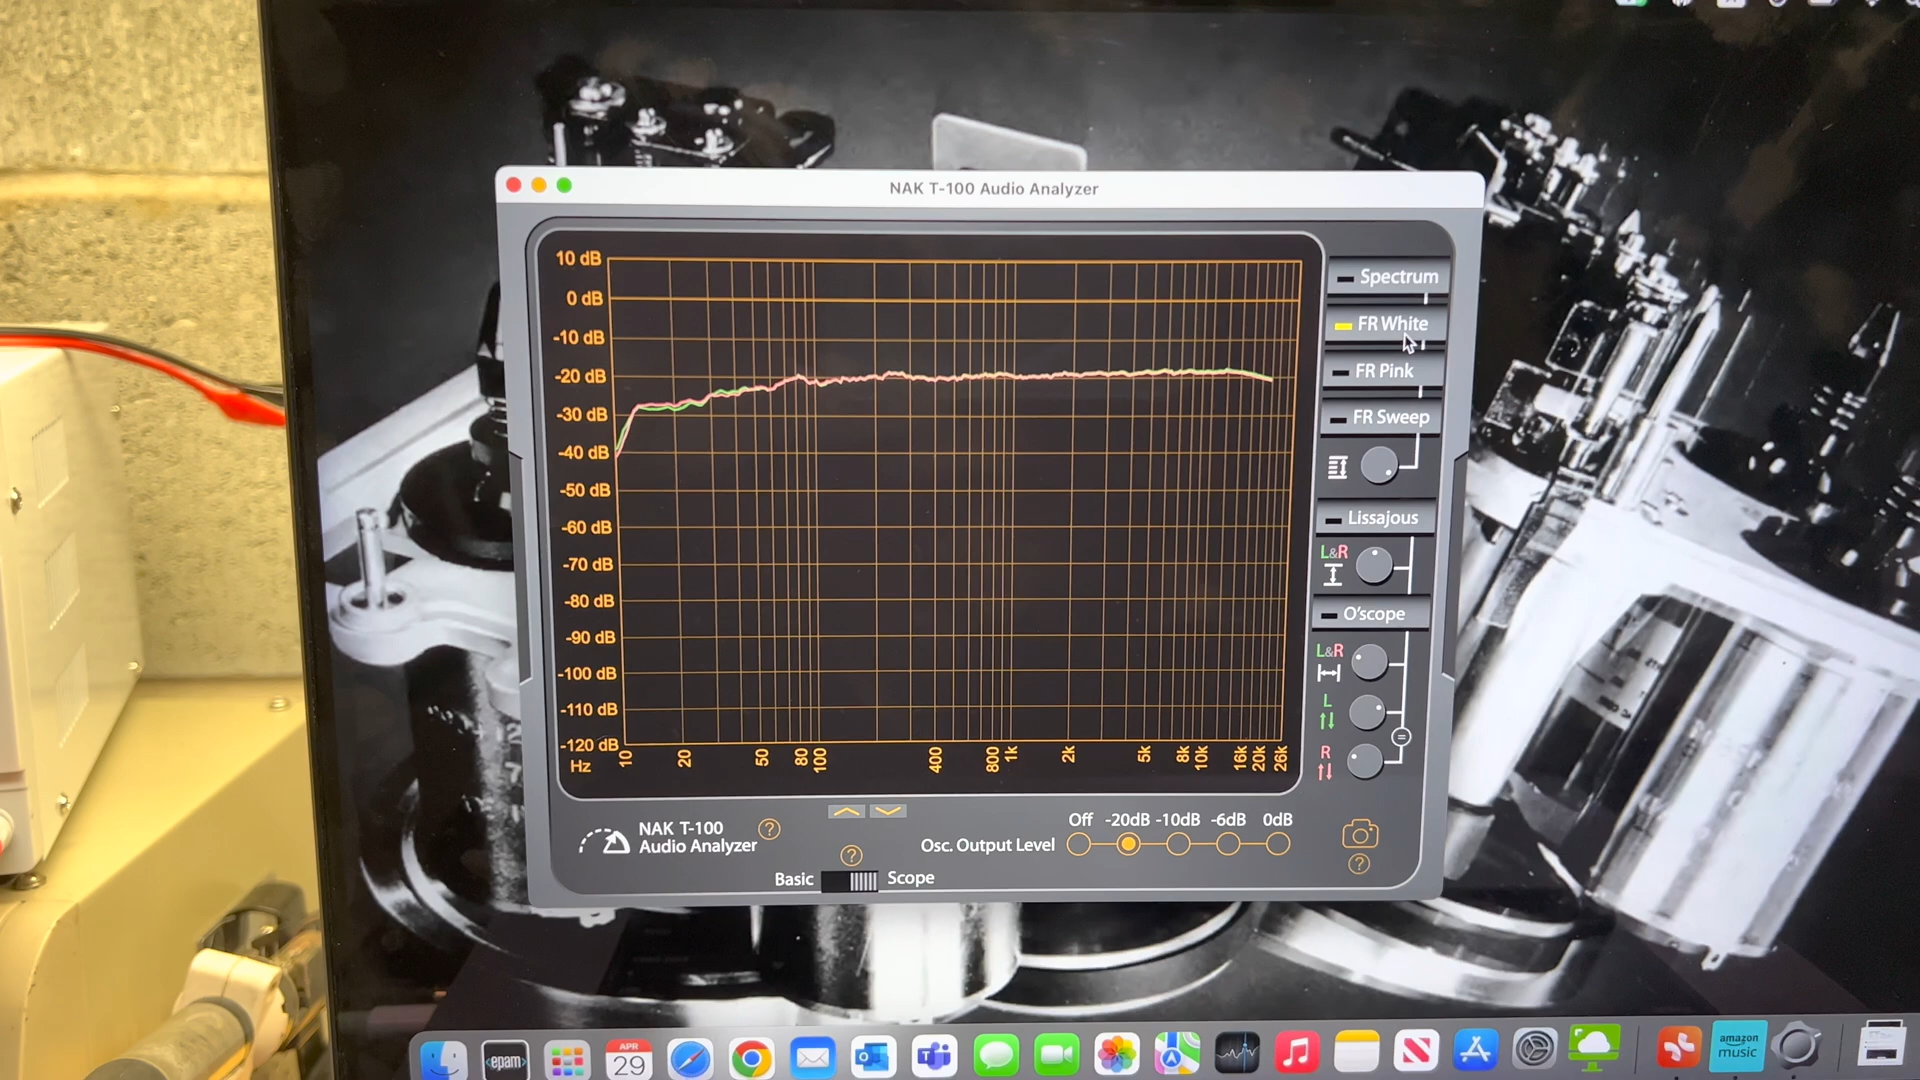 NAK T-100 Audio Analyzer
10 dB
0 dB
-10 dB
-20 dB
-30 dB
-40 dB
-50 dB
-60 dB
-70 dB
-80 dB
-90 dB
-100 dB
-110 dB
-120 dB
Hz
10 20 50 80 100 400 800 1k 2k 5k 8k 10k 16k 20k 26k
Spectrum
FR White
FR Pink
FR Sweep
Lissajous
L&R
O'scope
L&R
L
R
=
NAK T-100
Audio Analyzer
?
?
Basic
Scope
Off -20dB -10dB -6dB 0dB
Osc. Output Level
?
<epam>
APR
29
amazon
music